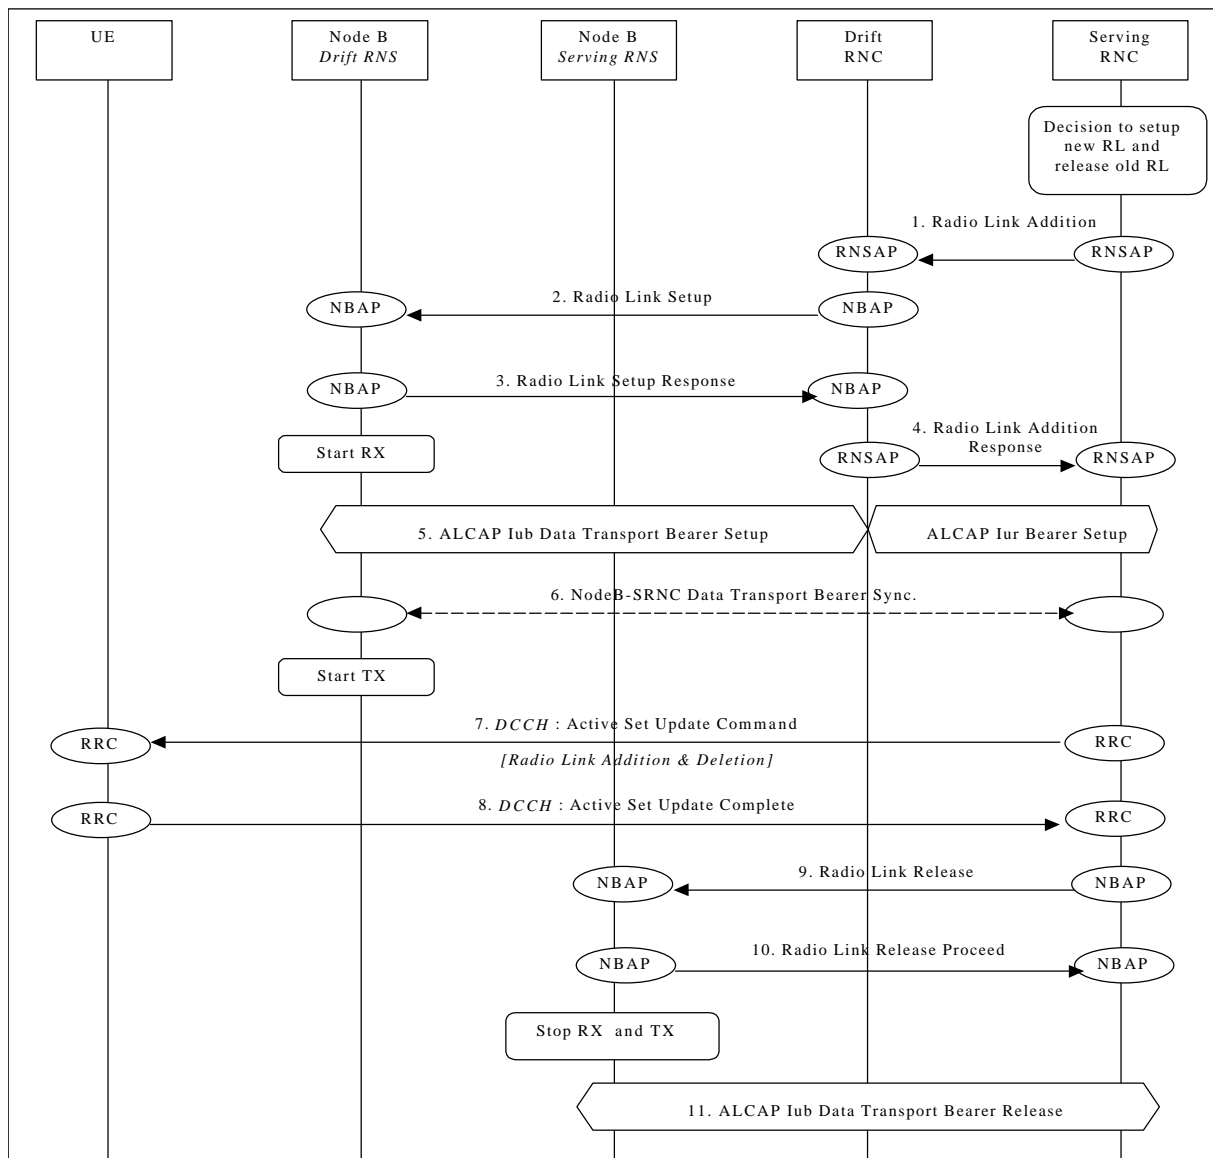 UE
Node B
Drift RNS
Node B
Serving RNS
Drift
RNC
Serving
RNC
Decision to setup
new RL and
release old RL
1. Radio Link Addition
RNSAP
RNSAP
2. Radio Link Setup
NBAP
NBAP
3. Radio Link Setup Response
NBAP
NBAP
4. Radio Link Addition
Response
Start RX
RNSAP
RNSAP
5. ALCAP Iub Data Transport Bearer Setup
ALCAP Iur Bearer Setup
6. NodeB-SRNC Data Transport Bearer Sync.
Start TX
7. DCCH : Active Set Update Command
RRC
RRC
[Radio Link Addition & Deletion]
8. DCCH : Active Set Update Complete
RRC
RRC
9. Radio Link Release
NBAP
NBAP
10. Radio Link Release Proceed
NBAP
NBAP
Stop RX and TX
11. ALCAP Iub Data Transport Bearer Release